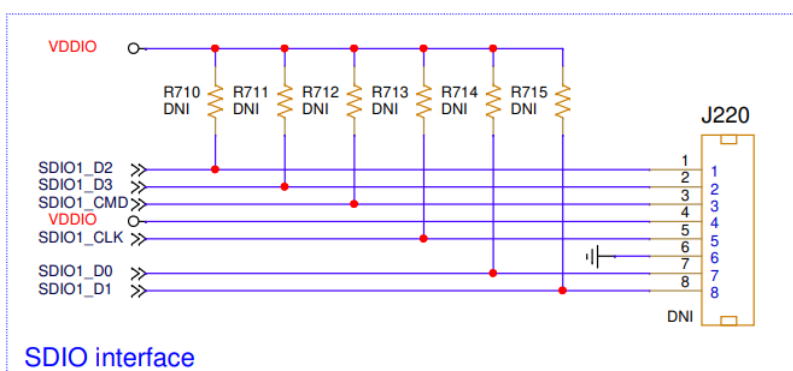 VDDIO
R710 R711 R712 R713 R714 R715
DNI DNI DNI DNI DNI DNI
J220
SDIO1_D2 1 1
SDIO1_D3 2 2
SDIO1_CMD 3 3
VDDIO 4 4
SDIO1_CLK 5 5
6 6
SDIO1_D0 7 7
SDIO1_D1 8 8
DNI
SDIO interface